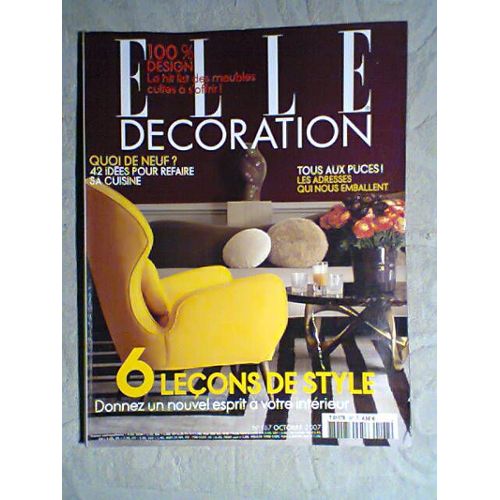 ELLE
100 %
DESIGN
La hit list des meubles
cultes à s'offrir !
DECORATION
QUOI DE NEUF ?
42 IDÉES POUR REFAIRE
SA CUISINE
TOUS AUX PUCES !
LES ADRESSES
QUI NOUS EMBALLENT
6 LEÇONS DE STYLE
Donnez un nouvel esprit à votre intérieur
N°167 OCTOBRE 2007